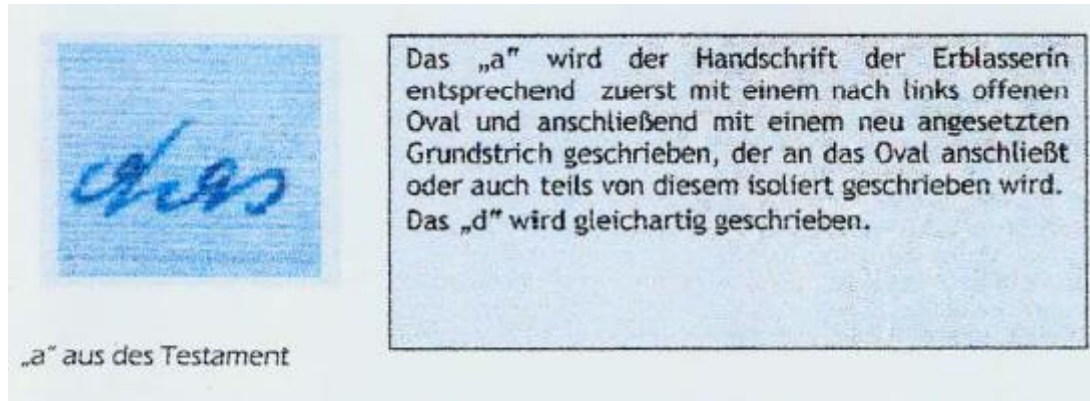 das
„a" aus des Testament
Das „a" wird der Handschrift der Erblasserin
entsprechend zuerst mit einem nach links offenen
Oval und anschließend mit einem neu angesetzten
Grundstrich geschrieben, der an das Oval anschließt
oder auch teils von diesem isoliert geschrieben wird.
Das „d" wird gleichartig geschrieben.